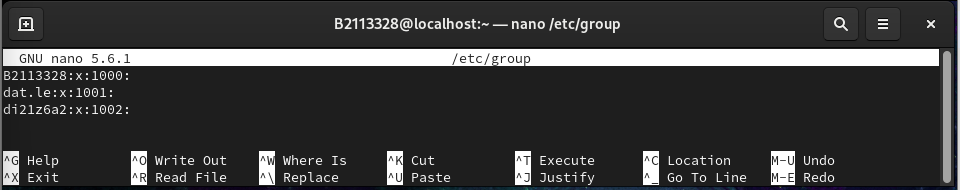 B2113328@localhost:~ — nano /etc/group
GNU nano 5.6.1 /etc/group
B2113328:x:1000:
dat.le:x:1001:
di21z6a2:x:1002:
^G Help ^O Write Out ^W Where Is ^K Cut ^T Execute ^C Location M-U Undo
^X Exit ^R Read File ^\ Replace ^U Paste ^J Justify ^_ Go To Line M-E Redo